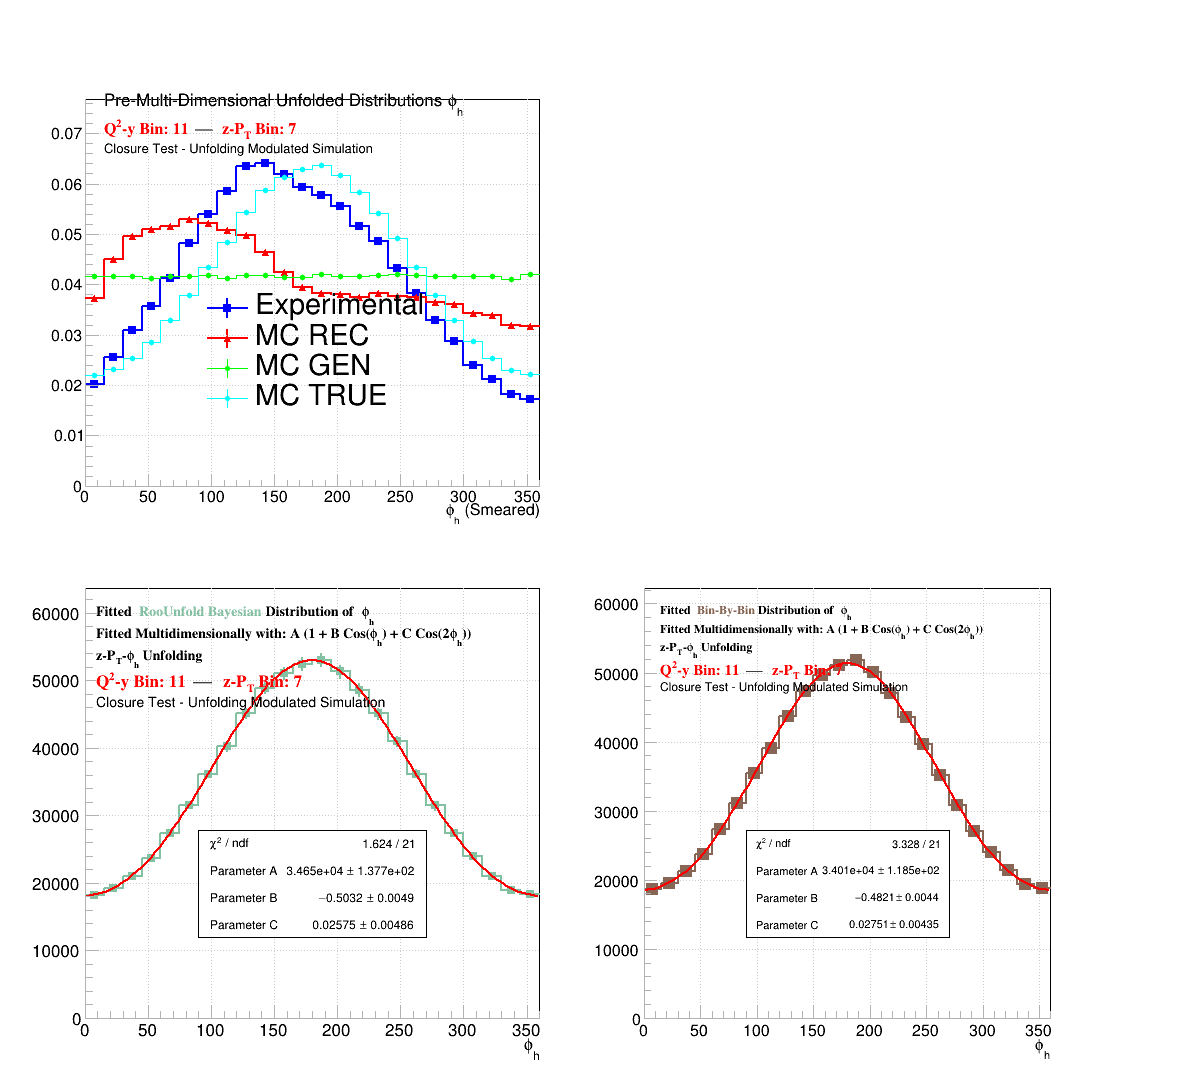 Pre-Multi-Dimensional Unfolded Distributions ϕh
Q2-y Bin: 11 — z-PT Bin: 7
Closure Test - Unfolding Modulated Simulation
0.07
0.06
0.05
0.04
0.03
0.02
0.01
0
Experimental
MC REC
MC GEN
MC TRUE
0 50 100 150 200 250 300 350
ϕh (Smeared)
Fitted RooUnfold Bayesian Distribution of ϕh
Fitted Multidimensionally with: A (1 + B Cos(ϕh) + C Cos(2ϕh))
z-PT-ϕh Unfolding
Q2-y Bin: 11 — z-PT Bin: 7
Closure Test - Unfolding Modulated Simulation
60000
50000
40000
30000
20000
10000
0
χ2 / ndf 1.624 / 21
Parameter A 3.465e+04 ± 1.377e+02
Parameter B −0.5032 ± 0.0049
Parameter C 0.02575 ± 0.00486
0 50 100 150 200 250 300 350
ϕh
Fitted Bin-By-Bin Distribution of ϕh
Fitted Multidimensionally with: A (1 + B Cos(ϕh) + C Cos(2ϕh))
z-PT-ϕh Unfolding
Q2-y Bin: 11 — z-PT Bin: 7
Closure Test - Unfolding Modulated Simulation
60000
50000
40000
30000
20000
10000
0
χ2 / ndf 3.328 / 21
Parameter A 3.401e+04 ± 1.185e+02
Parameter B −0.4821 ± 0.0044
Parameter C 0.02751 ± 0.00435
0 50 100 150 200 250 300 350
ϕh